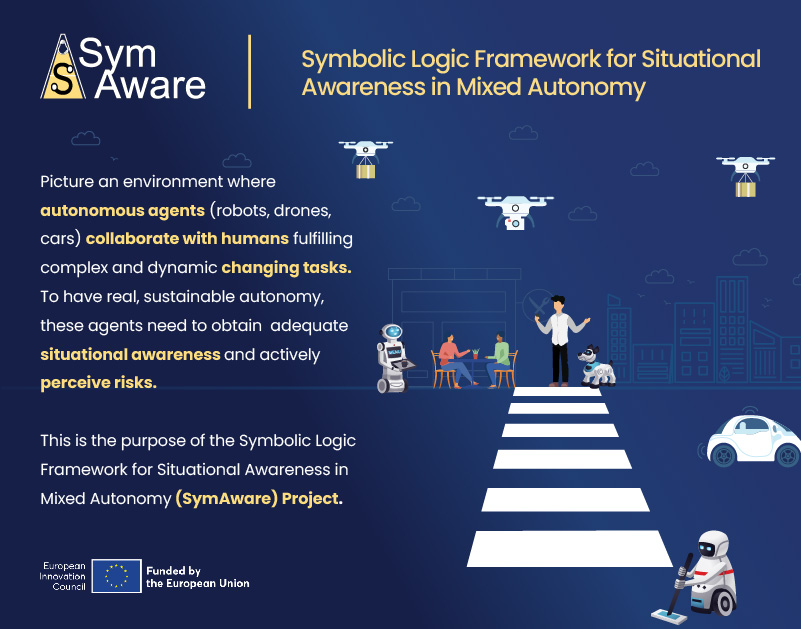 Sym
Aware
S
Symbolic Logic Framework for Situational
Awareness in Mixed Autonomy
Picture an environment where
autonomous agents (robots, drones,
cars) collaborate with humans fulfilling
complex and dynamic changing tasks.
To have real, sustainable autonomy,
these agents need to obtain adequate
situational awareness and actively
perceive risks.
This is the purpose of the Symbolic Logic
Framework for Situational Awareness in
Mixed Autonomy (SymAware) Project.
European
Innovation
Council
Funded by
the European Union